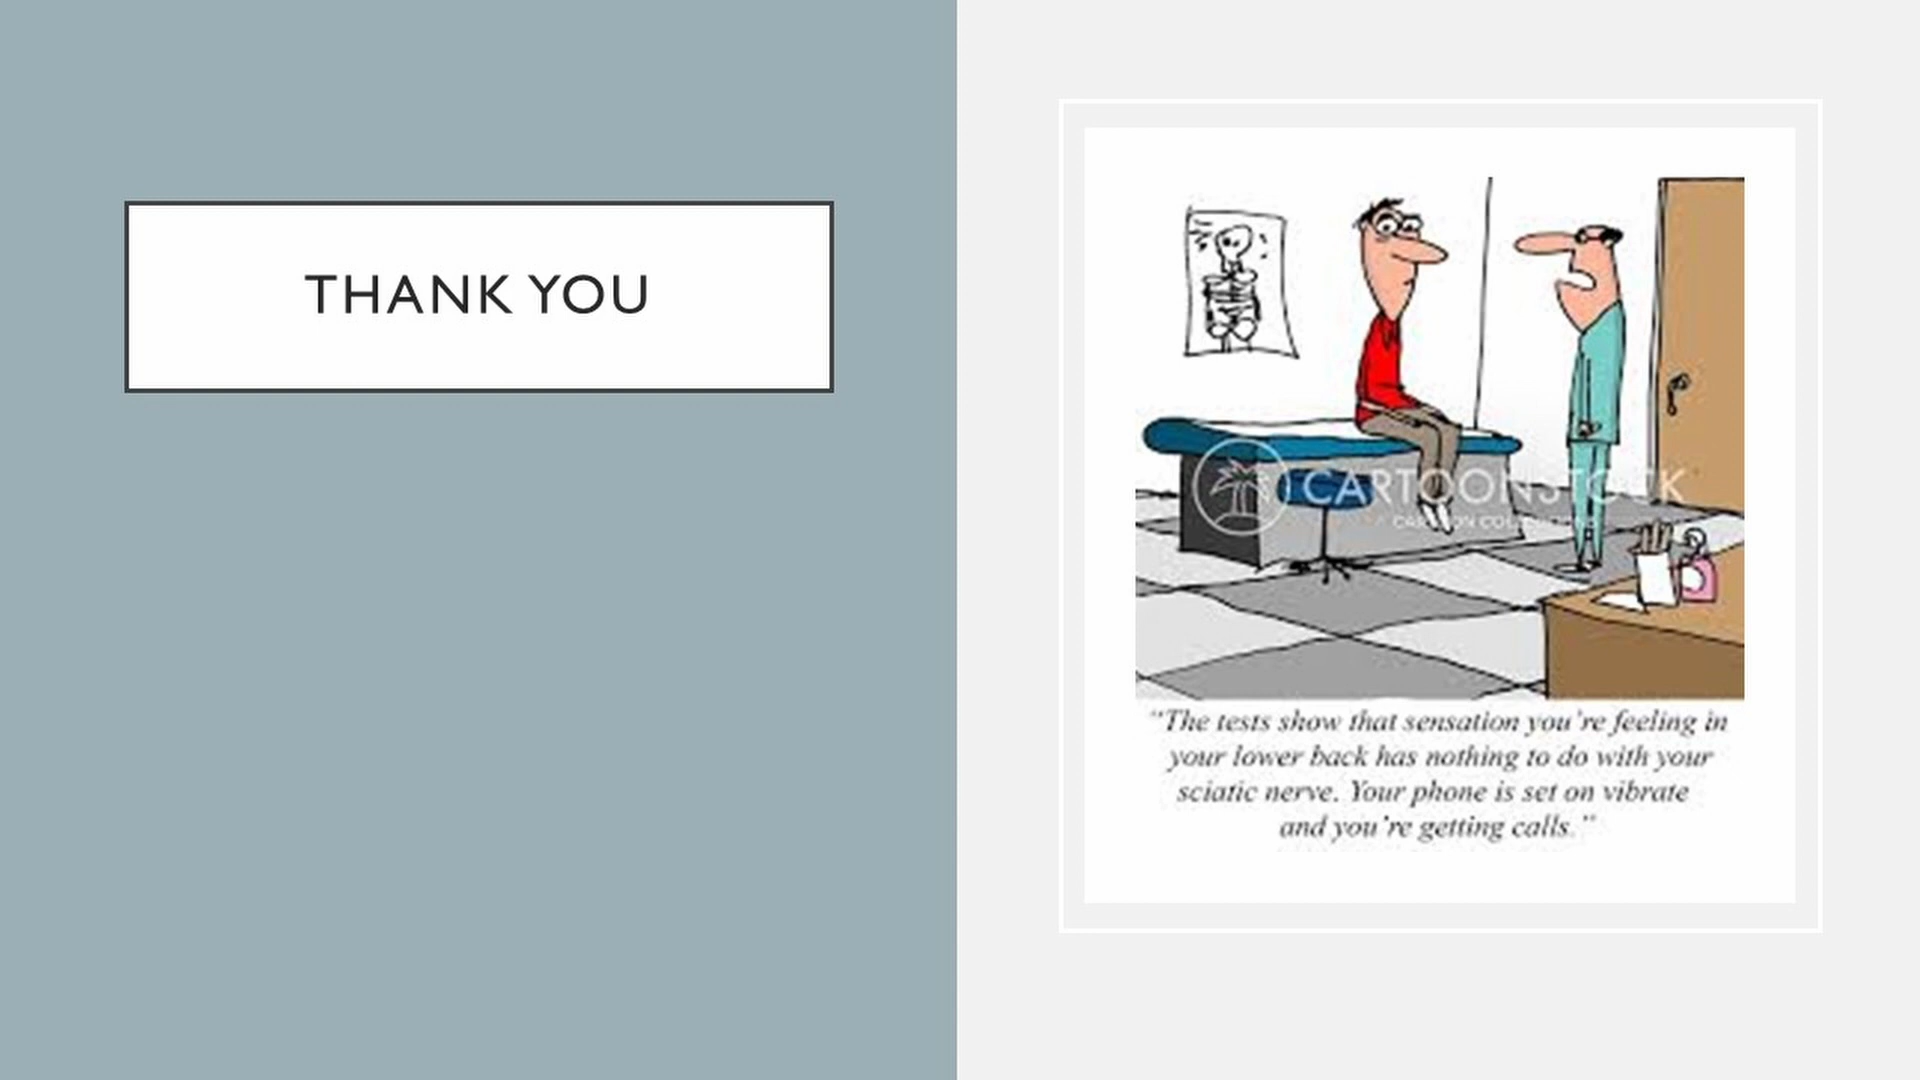 THANK YOU
CARTOONSTOCK
"The tests show that sensation you're feeling in
your lower back has nothing to do with your
sciatic nerve. Your phone is set on vibrate
and you're getting calls."